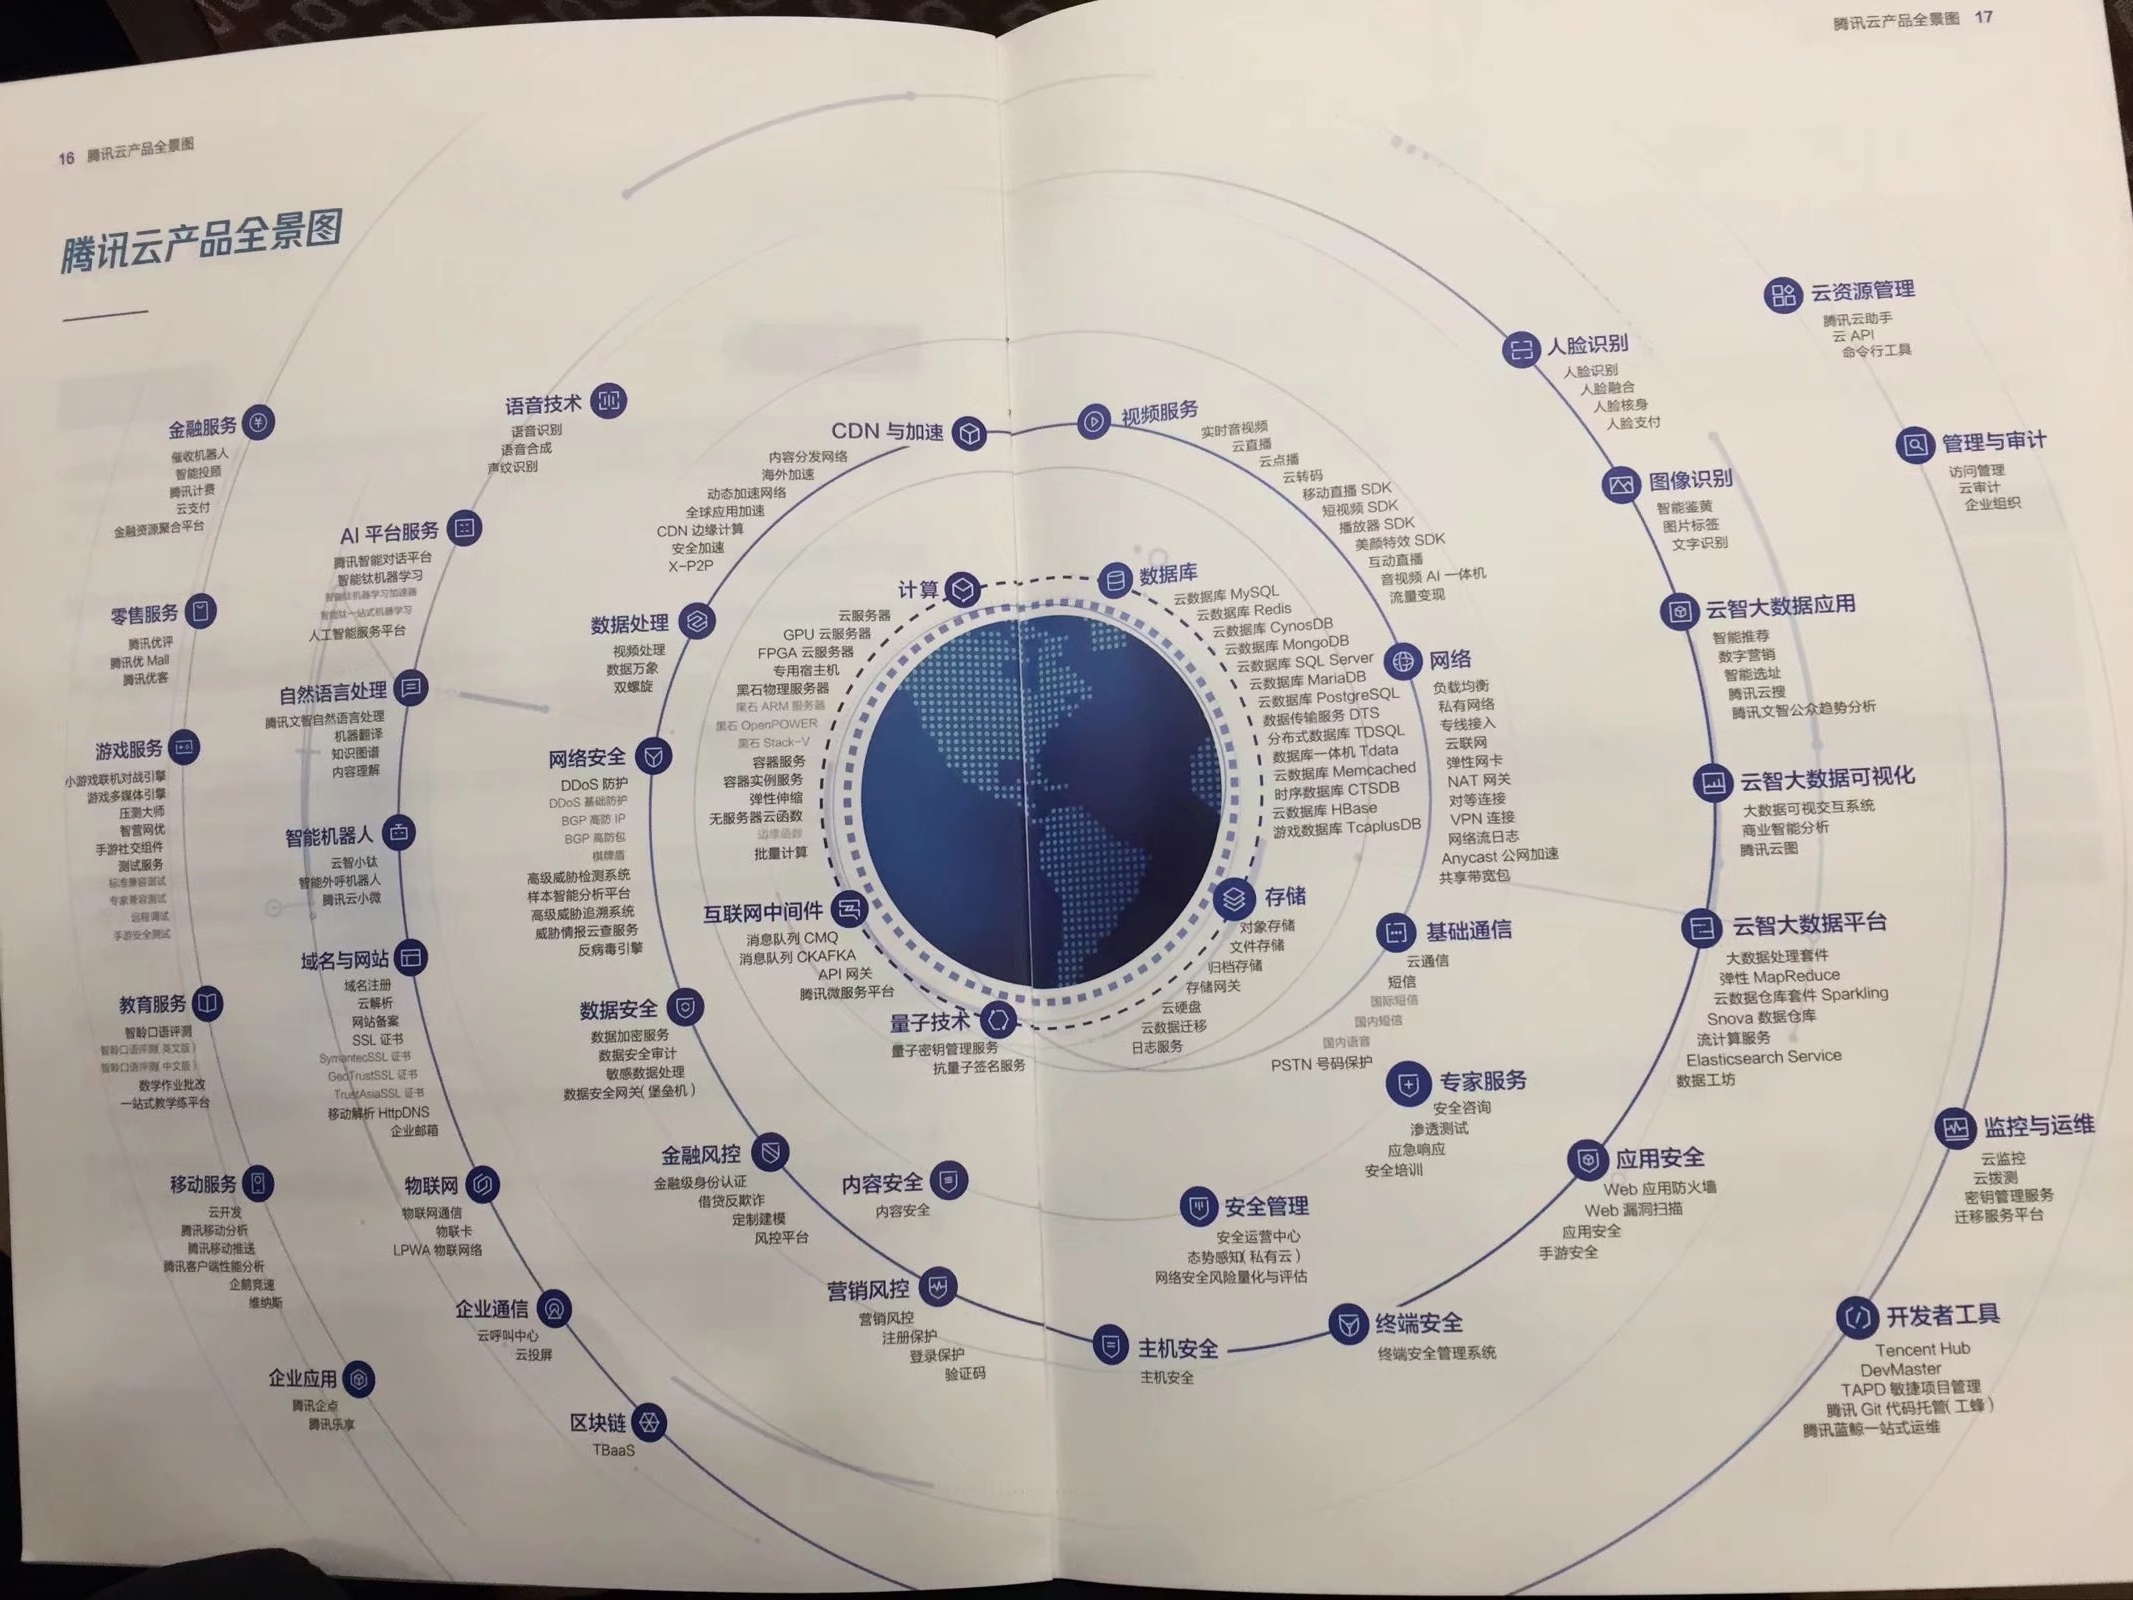 16 腾讯云产品全景图
腾讯云产品全景图 17
腾讯云产品全景图
金融服务
催收机器人
智能投顾
腾讯计费
云支付
金融资源聚合平台
零售服务
腾讯优评
腾讯优 Mall
腾讯优客
游戏服务
小游戏联机对战引擎
游戏多媒体引擎
压测大师
智营网优
手游社交组件
测试服务
标准兼容测试
专家兼容测试
远程调试
手游安全测试
教育服务
智聆口语评测
智聆口语评测(英文版)
智聆口语评测(中文版)
数学作业批改
一站式教学练平台
移动服务
云开发
腾讯移动分析
腾讯移动推送
腾讯客户端性能分析
企鹅竞速
维纳斯
企业应用
腾讯企点
腾讯乐享
语音技术
语音识别
语音合成
声纹识别
AI 平台服务
腾讯智能对话平台
智能钛机器学习
智能钛机器学习加速器
智能钛一站式机器学习
人工智能服务平台
自然语言处理
腾讯文智自然语言处理
机器翻译
知识图谱
内容理解
智能机器人
云智小钛
智能外呼机器人
腾讯云小微
域名与网站
域名注册
云解析
网站备案
SSL 证书
SymantecSSL 证书
GeoTrustSSL 证书
TrustAsiaSSL 证书
移动解析 HttpDNS
企业邮箱
物联网
物联网通信
物联卡
LPWA 物联网络
企业通信
云呼叫中心
云投屏
区块链
TBaaS
CDN 与加速
内容分发网络
海外加速
动态加速网络
全球应用加速
CDN 边缘计算
安全加速
X-P2P
数据处理
视频处理
数据万象
双螺旋
网络安全
DDoS 防护
DDoS 基础防护
BGP 高防 IP
BGP 高防包
棋牌盾
高级威胁检测系统
样本智能分析平台
高级威胁追溯系统
威胁情报云查服务
反病毒引擎
数据安全
数据加密服务
数据安全审计
敏感数据处理
数据安全网关(堡垒机)
金融风控
金融级身份认证
借贷反欺诈
定制建模
风控平台
内容安全
内容安全
营销风控
营销风控
注册保护
登录保护
验证码
计算
云服务器
GPU 云服务器
FPGA 云服务器
专用宿主机
黑石物理服务器
黑石 ARM 服务器
黑石 OpenPOWER
黑石 Stack-V
容器服务
容器实例服务
弹性伸缩
无服务器云函数
边缘函数
批量计算
互联网中间件
消息队列 CMQ
消息队列 CKAFKA
API 网关
腾讯微服务平台
量子技术
量子密钥管理服务
抗量子签名服务
视频服务
实时音视频
云直播
云点播
云转码
移动直播 SDK
短视频 SDK
播放器 SDK
美颜特效 SDK
互动直播
音视频 AI 一体机
流量变现
数据库
云数据库 MySQL
云数据库 Redis
云数据库 CynosDB
云数据库 MongoDB
云数据库 SQL Server
云数据库 MariaDB
云数据库 PostgreSQL
数据传输服务 DTS
分布式数据库 TDSQL
数据库一体机 Tdata
云数据库 Memcached
时序数据库 CTSDB
云数据库 HBase
游戏数据库 TcaplusDB
存储
对象存储
文件存储
归档存储
存储网关
云硬盘
云数据迁移
日志服务
网络
负载均衡
私有网络
专线接入
云联网
弹性网卡
NAT 网关
对等连接
VPN 连接
网络流日志
Anycast 公网加速
共享带宽包
基础通信
云通信
短信
国际短信
国内短信
国内语音
PSTN 号码保护
专家服务
安全咨询
渗透测试
应急响应
安全培训
安全管理
安全运营中心
态势感知(私有云)
网络安全风险量化与评估
主机安全
主机安全
终端安全
终端安全管理系统
应用安全
Web 应用防火墙
Web 漏洞扫描
应用安全
手游安全
人脸识别
人脸识别
人脸融合
人脸核身
人脸支付
图像识别
智能鉴黄
图片标签
文字识别
云智大数据应用
智能推荐
数字营销
智能选址
腾讯云搜
腾讯文智公众趋势分析
云智大数据可视化
大数据可视交互系统
商业智能分析
腾讯云图
云智大数据平台
大数据处理套件
弹性 MapReduce
云数据仓库套件 Sparkling
Snova 数据仓库
流计算服务
Elasticsearch Service
数据工坊
云资源管理
腾讯云助手
云 API
命令行工具
管理与审计
访问管理
云审计
企业组织
监控与运维
云监控
云拨测
密钥管理服务
迁移服务平台
开发者工具
Tencent Hub
DevMaster
TAPD 敏捷项目管理
腾讯 Git 代码托管(工蜂)
腾讯蓝鲸一站式运维